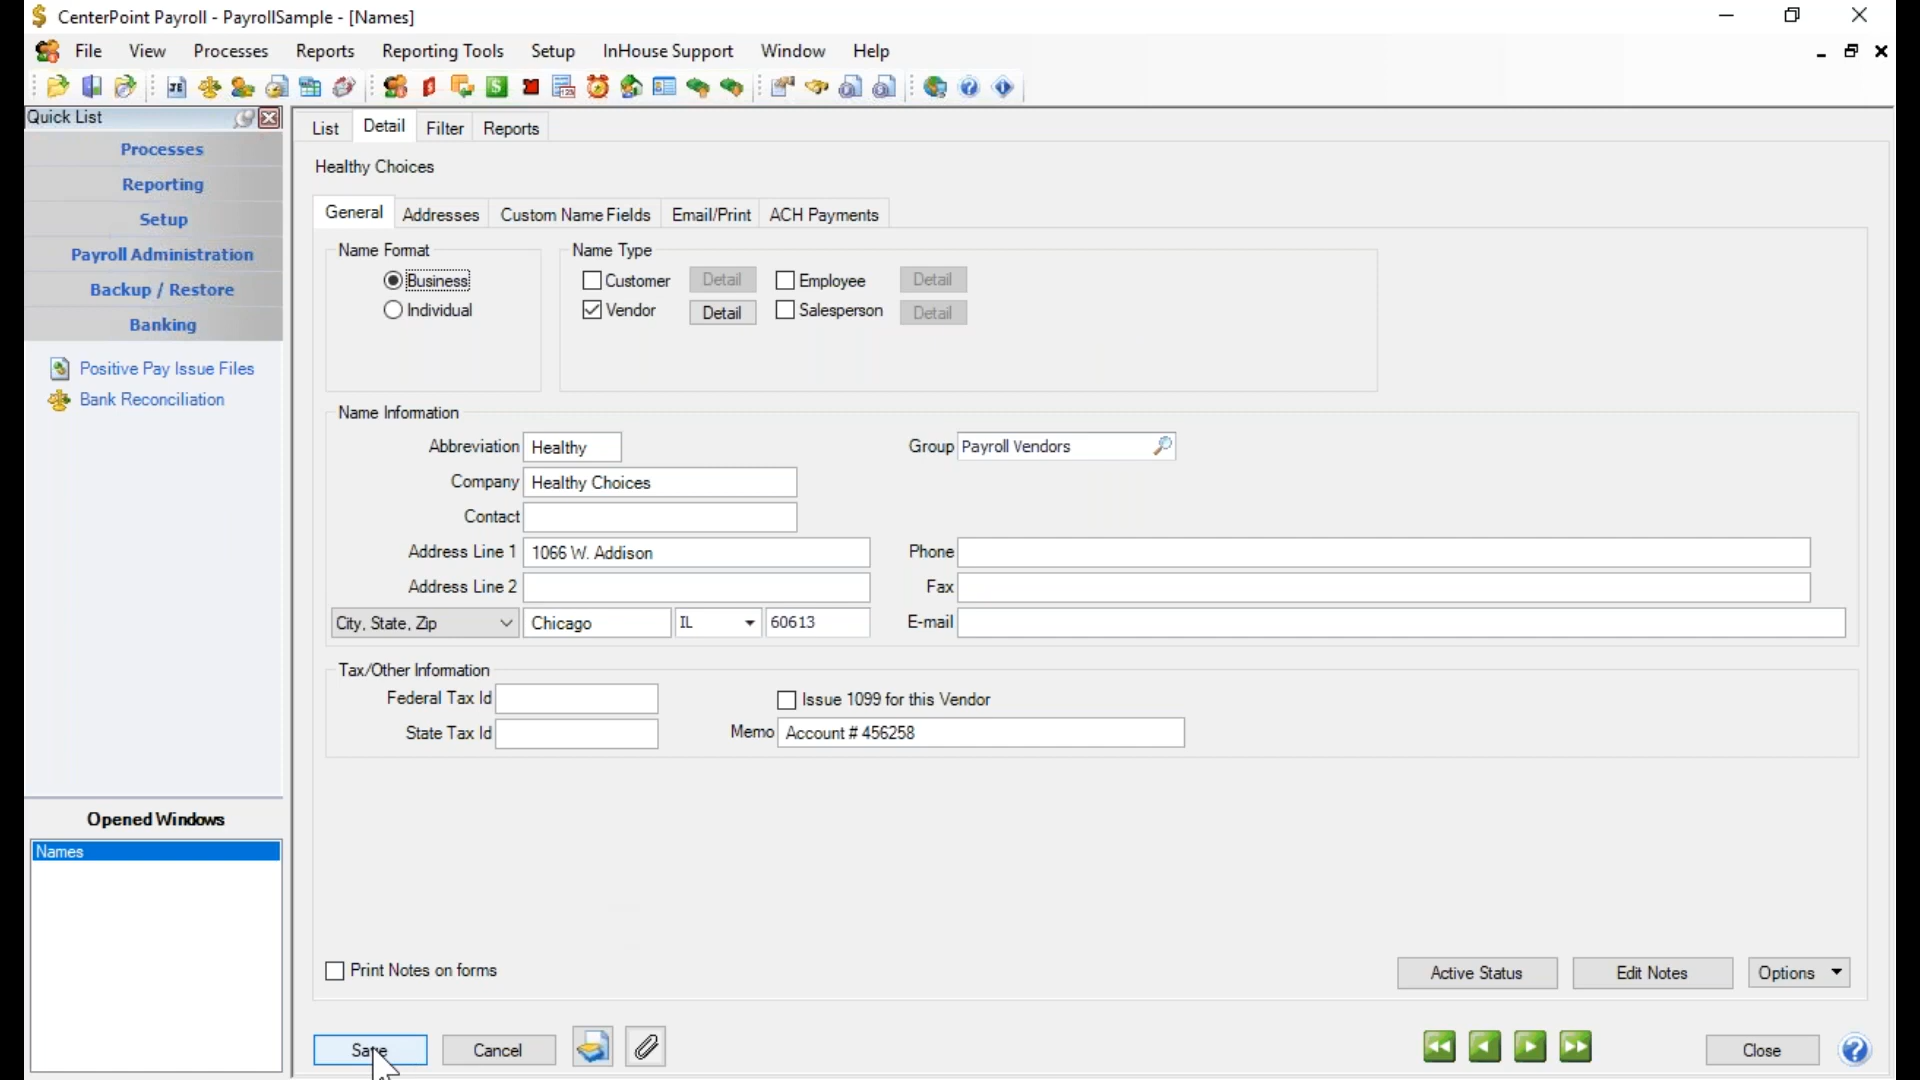 CenterPoint Payroll - PayrollSample - [Names]
File View Processes Reports Reporting Tools Setup InHouse Support Window Help
Quick List
Processes
Reporting
Setup
Payroll Administration
Backup / Restore
Banking
Positive Pay Issue Files
Bank Reconciliation
Opened Windows
Names
List Detail Filter Reports
Healthy Choices
General Addresses Custom Name Fields Email/Print ACH Payments
Name Format
Business
Individual
Name Type
Customer Detail Employee Detail
Vendor Detail Salesperson Detail
Name Information
Abbreviation Healthy Group Payroll Vendors
Company Healthy Choices
Contact
Address Line 1 1066 W. Addison Phone
Address Line 2 Fax
City, State, Zip Chicago IL 60613 E-mail
Tax/Other Information
Federal Tax Id Issue 1099 for this Vendor
State Tax Id Memo Account # 456258
Print Notes on forms Active Status Edit Notes Options
Save Cancel Close